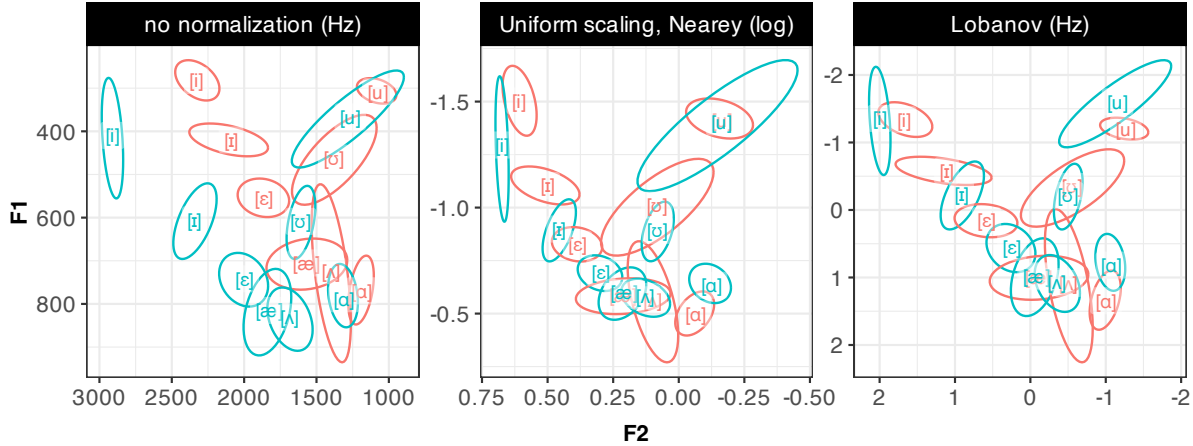 no normalization (Hz)
Uniform scaling, Nearey (log)
Lobanov (Hz)
F1
400
600
800
3000
2500
2000
1500
1000
[i]
[i]
[ɪ]
[ɪ]
[ɛ]
[ɛ]
[æ]
[æ]
[ʌ]
[ʌ]
[ɑ]
[ɑ]
[ʊ]
[ʊ]
[u]
[u]
-1.5
-1.0
-0.5
0.75
0.50
0.25
0.00
-0.25
-0.50
[i]
[i]
[ɪ]
[ɪ]
[ɛ]
[ɛ]
[æ]
[ʌ]
[ɑ]
[ɑ]
[ʊ]
[ʊ]
[u]
-2
-1
0
1
2
2
1
0
-1
-2
[i]
[i]
[ɪ]
[ɪ]
[ɛ]
[ɛ]
[æ]
[ʌ]
[ʌ]
[ɑ]
[ɑ]
[ʊ]
[ʊ]
[u]
[u]
F2